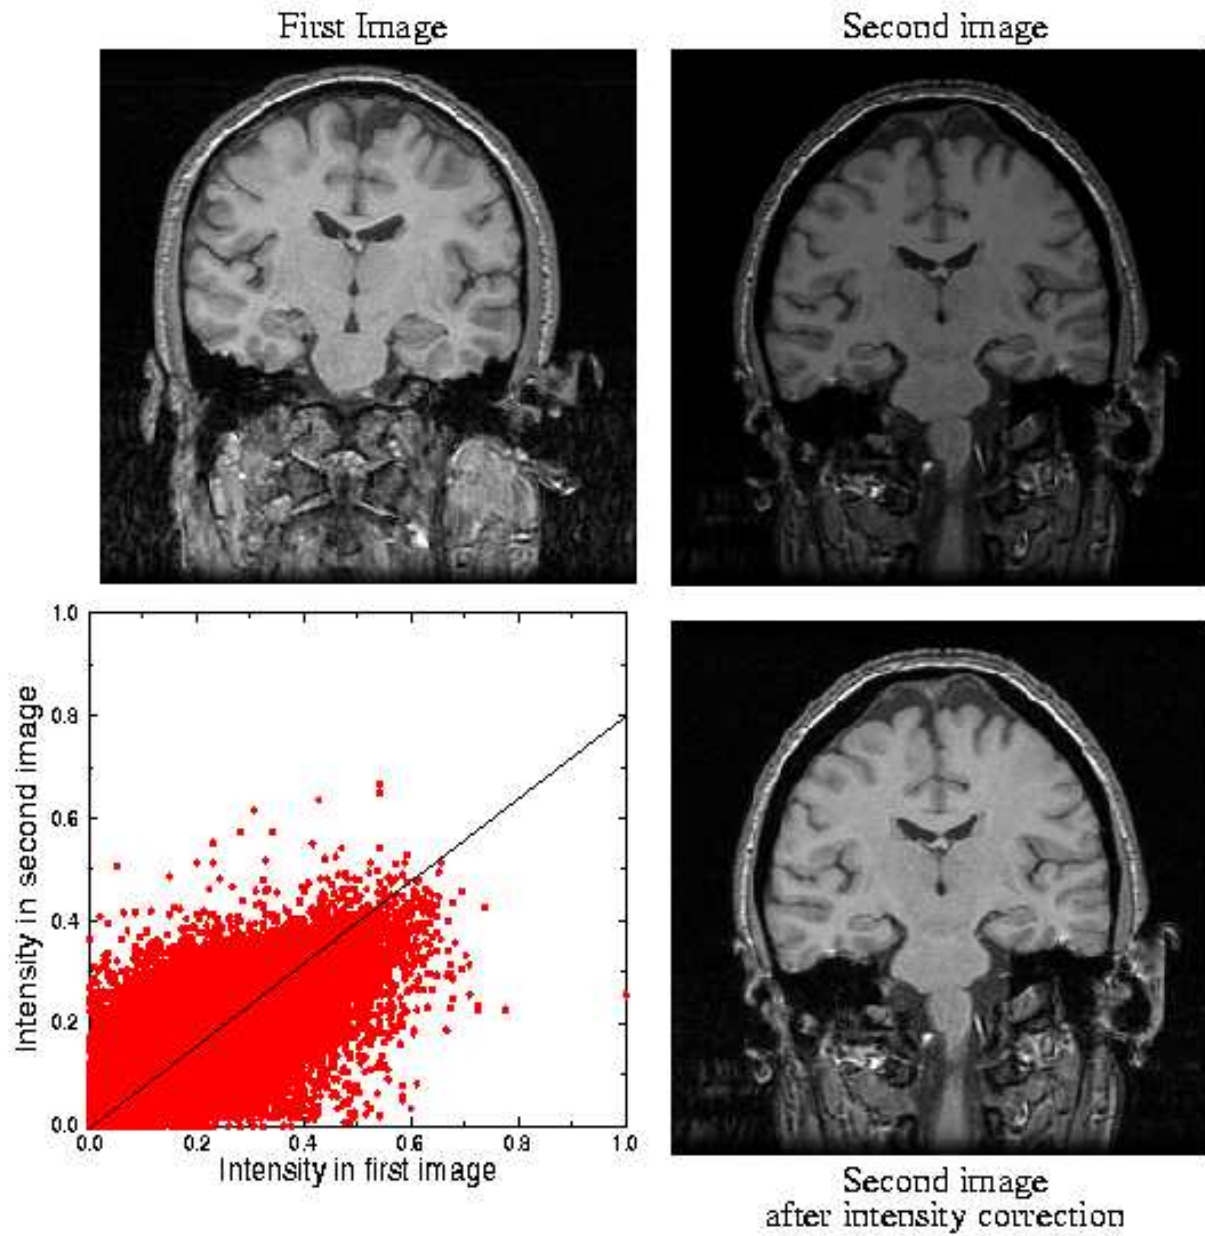 First Image
Second image
1.0
0.8
0.6
0.4
0.2
0.0
Intensity in second image
0.0 0.2 0.4 0.6 0.8 1.0
Intensity in first image
Second image
after intensity correction